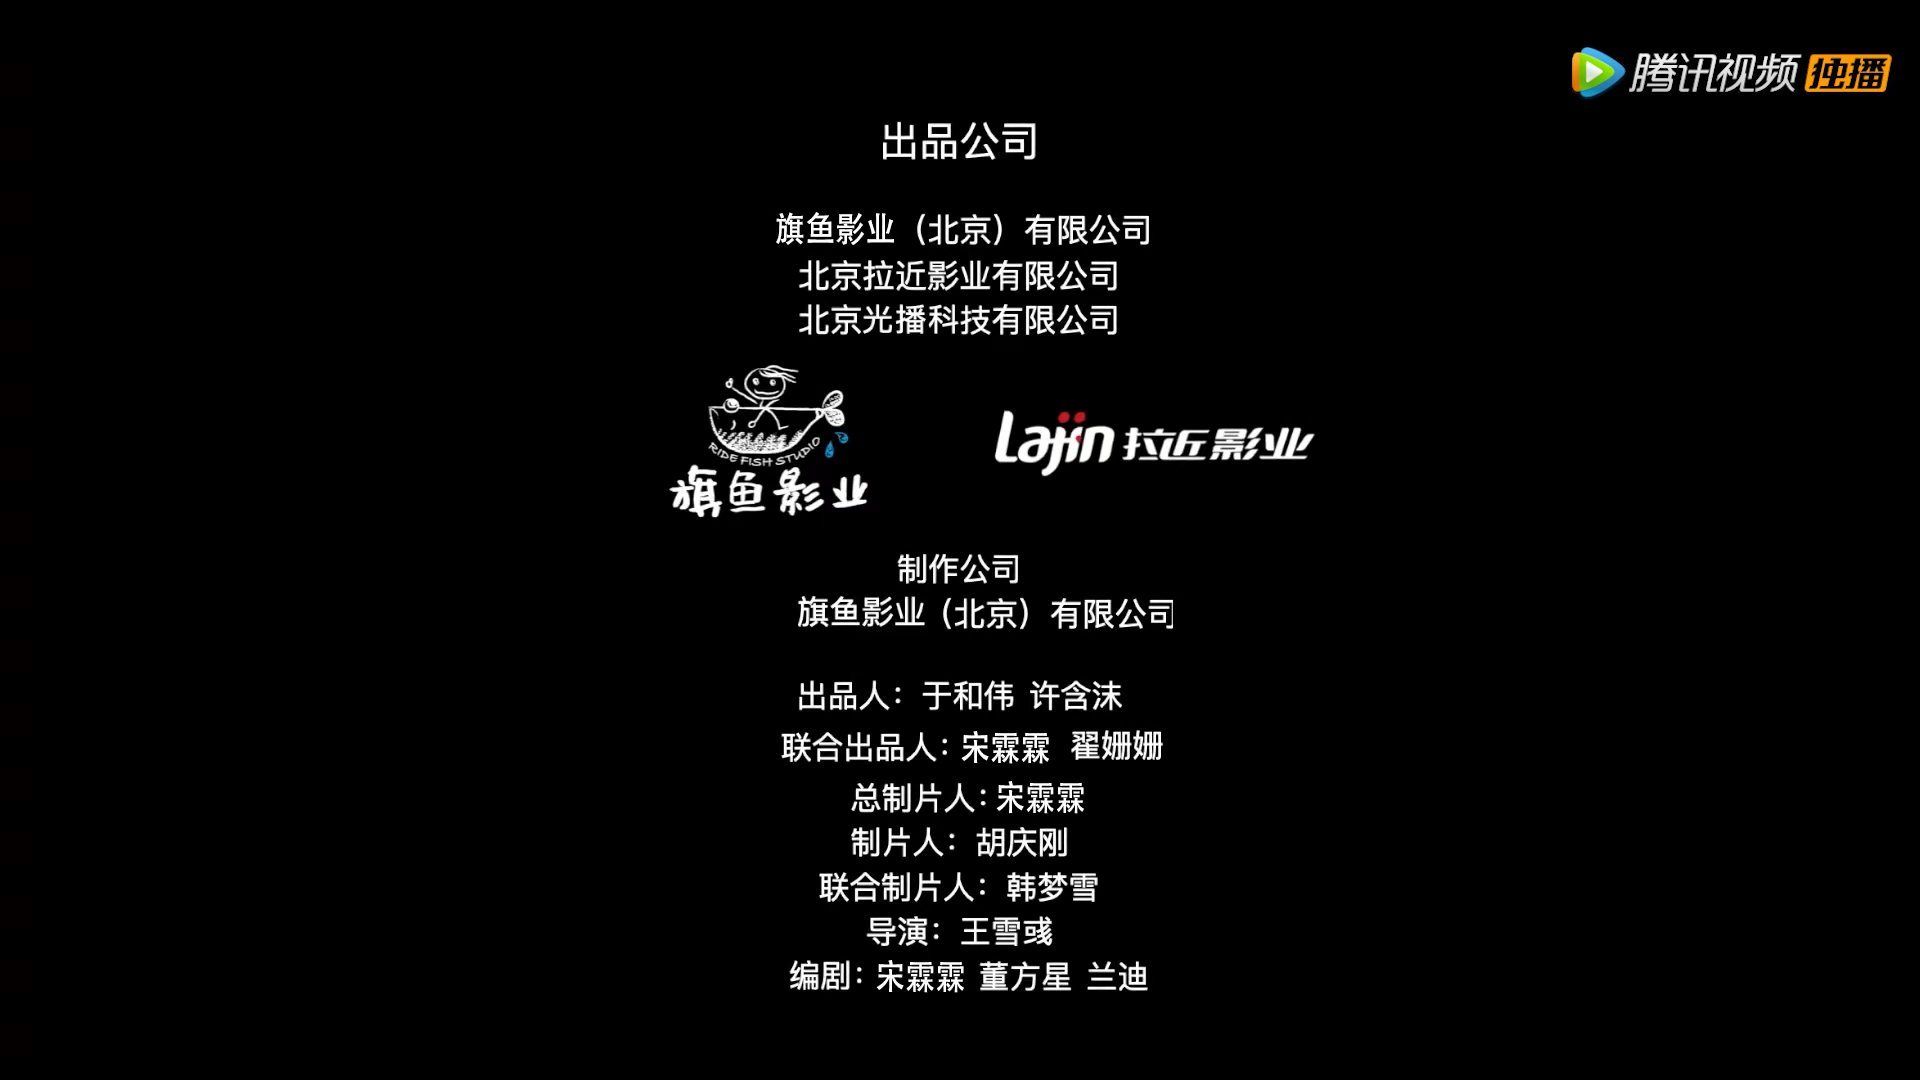 腾讯视频 独播
出品公司
旗鱼影业（北京）有限公司
北京拉近影业有限公司
北京光播科技有限公司
RIDE FISH STUDIO
旗鱼影业
Lajin 拉近影业
制作公司
旗鱼影业（北京）有限公司
出品人：于和伟 许含沫
联合出品人：宋霖霖 翟姗姗
总制片人：宋霖霖
制片人：胡庆刚
联合制片人：韩梦雪
导演：王雪彧
编剧：宋霖霖 董方星 兰迪